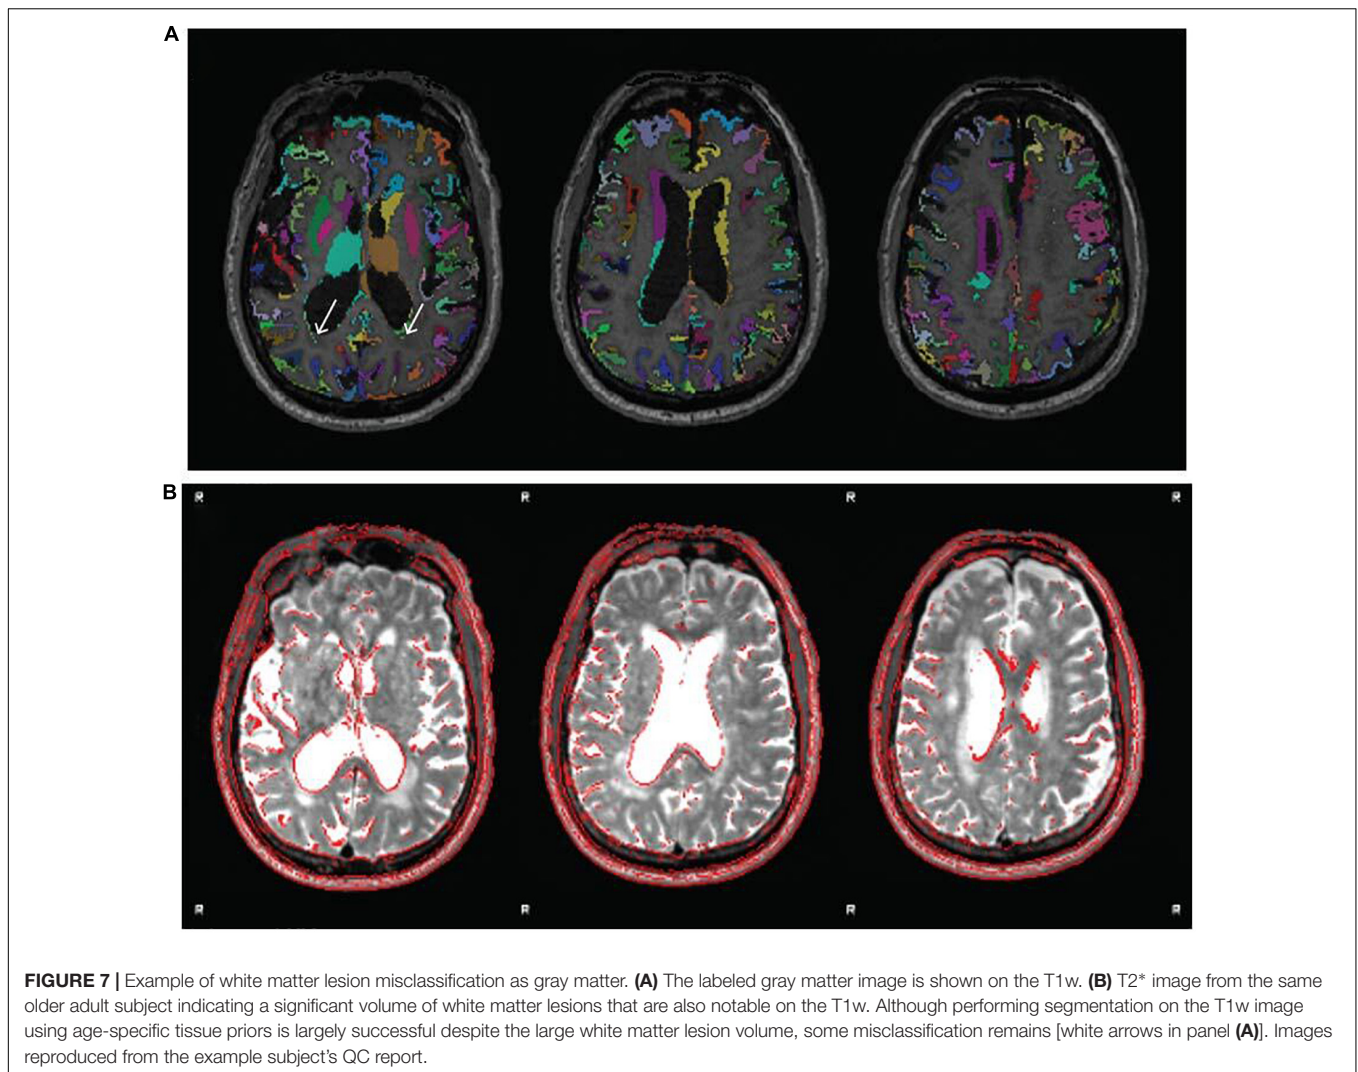 A
B
R R R R
R R R R
FIGURE 7 | Example of white matter lesion misclassification as gray matter. (A) The labeled gray matter image is shown on the T1w. (B) T2* image from the same
older adult subject indicating a significant volume of white matter lesions that are also notable on the T1w. Although performing segmentation on the T1w image
using age-specific tissue priors is largely successful despite the large white matter lesion volume, some misclassification remains [white arrows in panel (A)]. Images
reproduced from the example subject's QC report.